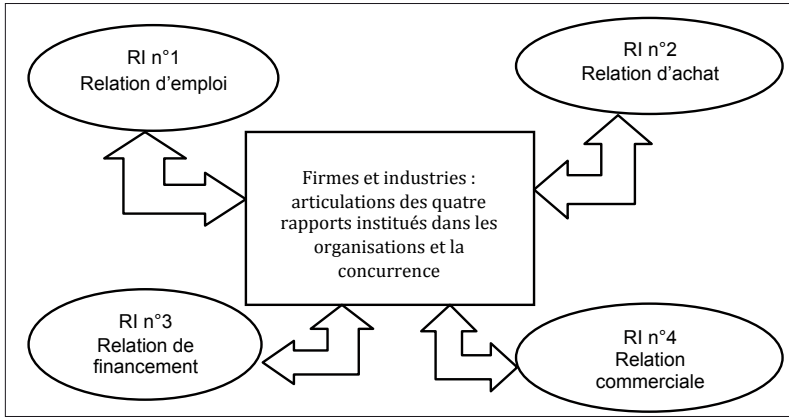 RI n°1
Relation d'emploi
RI n°2
Relation d'achat
Firmes et industries :
articulations des quatre
rapports institués dans les
organisations et la
concurrence
RI n°3
Relation de
financement
RI n°4
Relation
commerciale